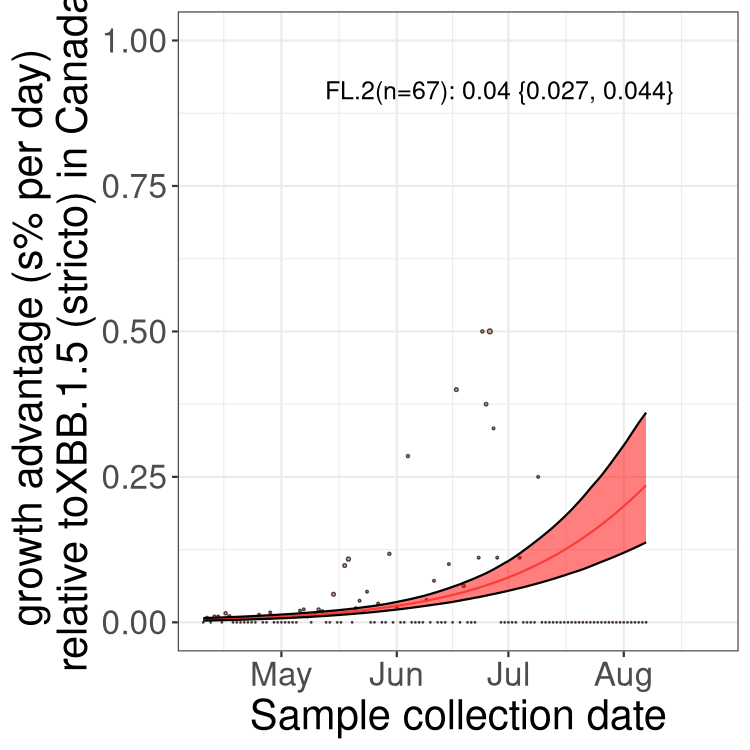 growth advantage (s% per day)
relative toXBB.1.5 (stricto) in Canada
1.00
0.75
0.50
0.25
0.00
FL.2(n=67): 0.04 {0.027, 0.044}
May Jun Jul Aug
Sample collection date